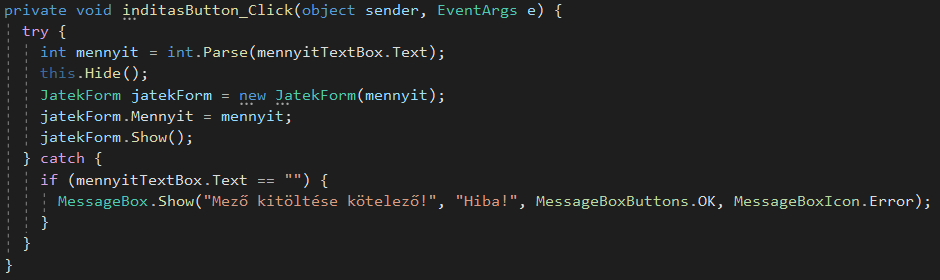 private void inditasButton_Click(object sender, EventArgs e) {
try {
int mennyit = int.Parse(mennyitTextBox.Text);
this.Hide();
JatekForm jatekForm = new JatekForm(mennyit);
jatekForm.Mennyit = mennyit;
jatekForm.Show();
} catch {
if (mennyitTextBox.Text == "") {
MessageBox.Show("Mező kitöltése kötelező!", "Hiba!", MessageBoxButtons.OK, MessageBoxIcon.Error);
}
}
}